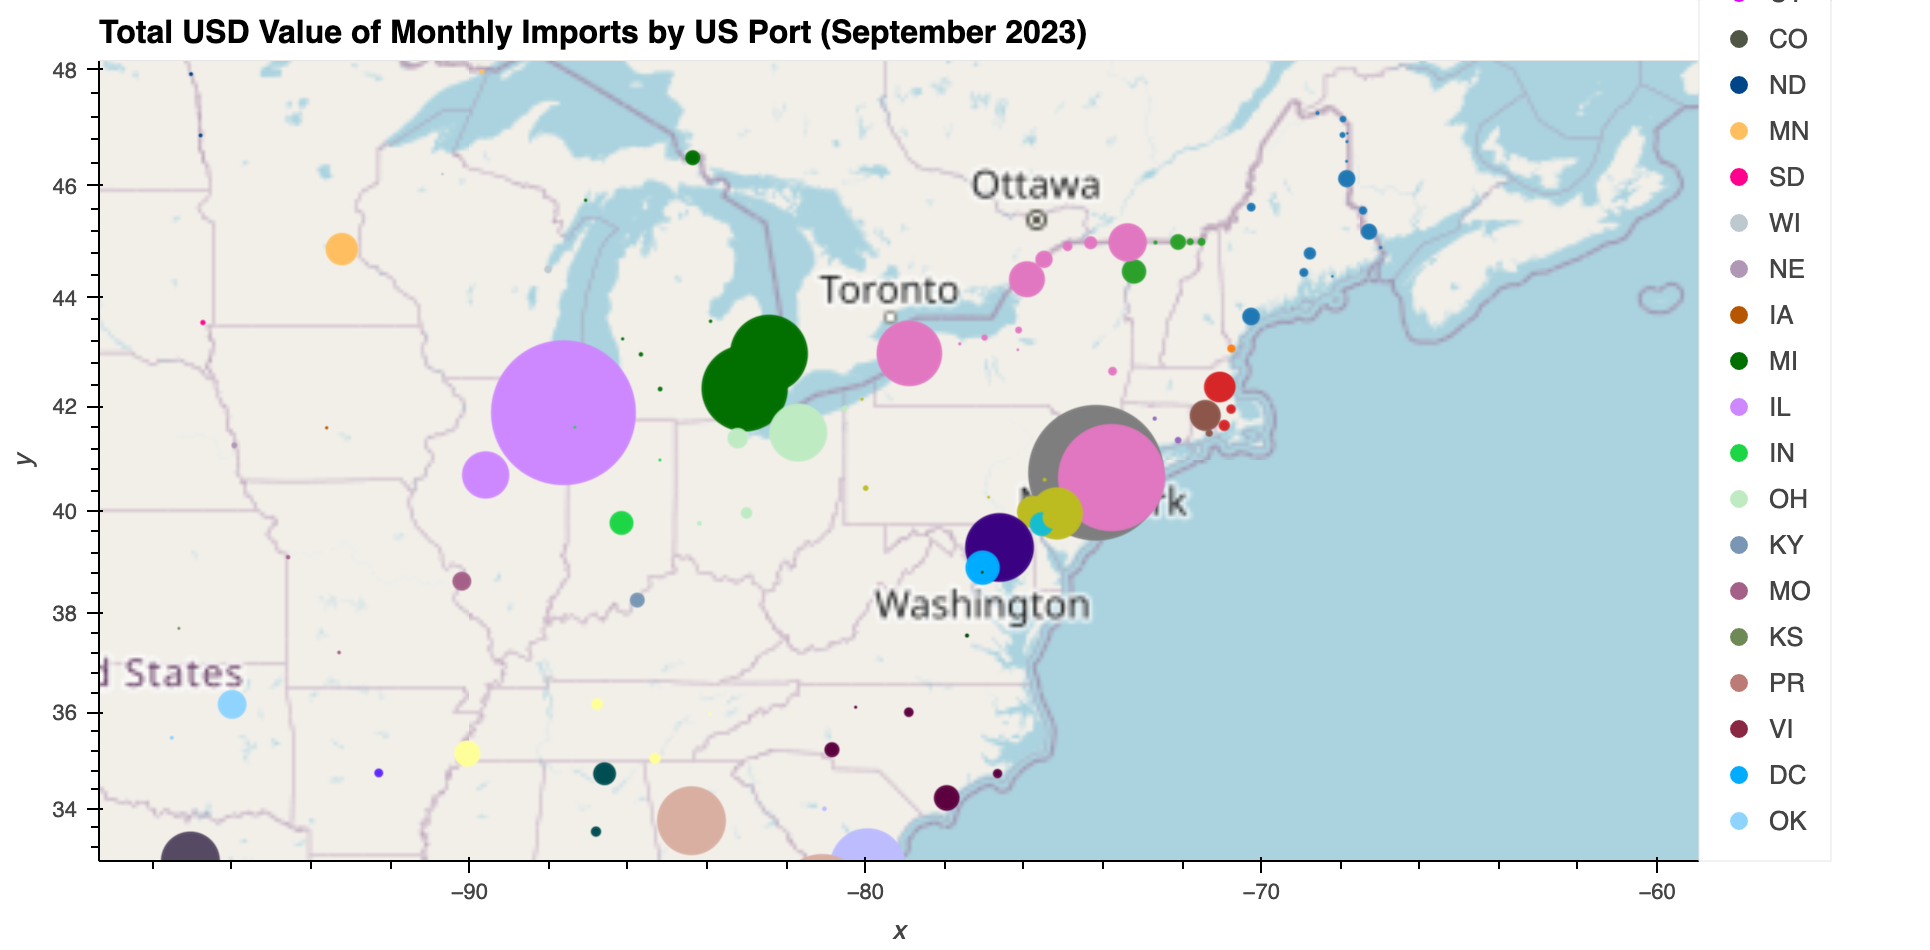 Total USD Value of Monthly Imports by US Port (September 2023)
48
46
44
42
40
38
36
34
y
Ottawa
Toronto
Washington
d States
–90
–80
–70
–60
x
CO
ND
MN
SD
WI
NE
IA
MI
IL
IN
OH
KY
MO
KS
PR
VI
DC
OK